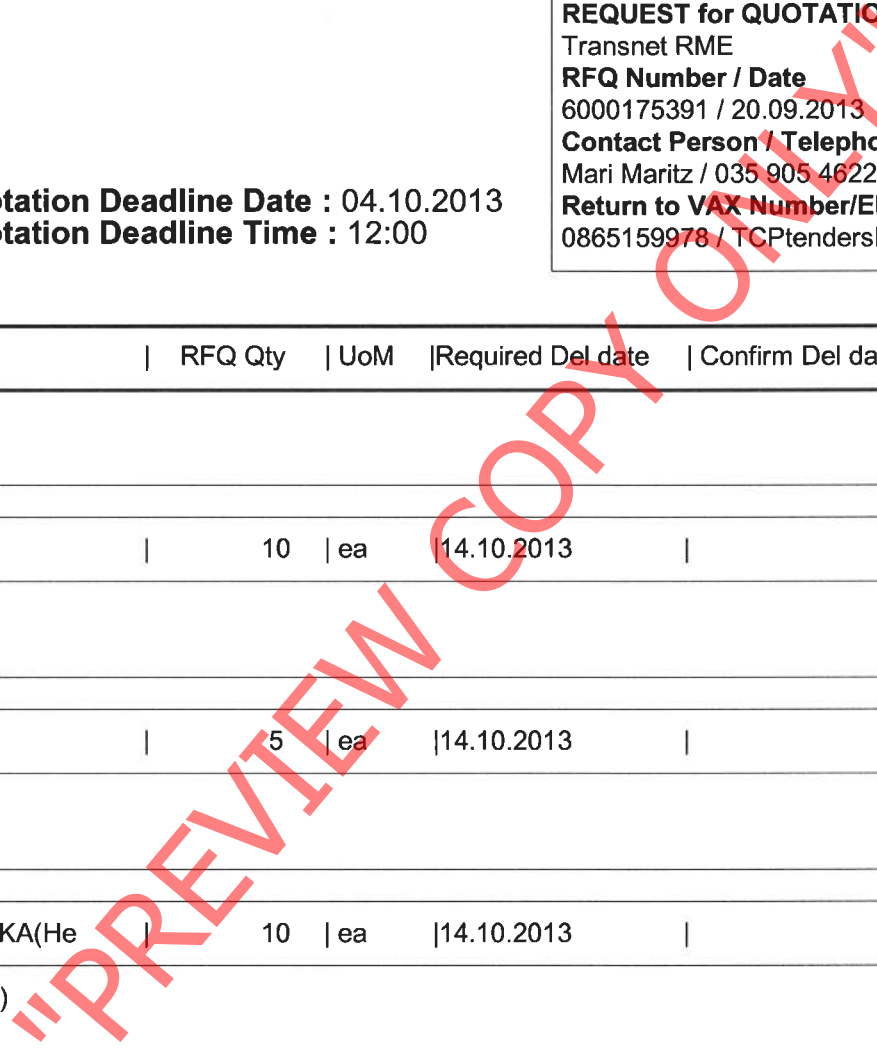 REQUEST for QUOTATIO
Transnet RME
RFQ Number / Date
6000175391 / 20.09.2013
Contact Person / Telepho
Mari Maritz / 035 905 4622
Return to VAX Number/E
0865159978 / TCPtenders
tation Deadline Date : 04.10.2013
tation Deadline Time : 12:00
| RFQ Qty | UoM |Required Del date | Confirm Del da
| 10 | ea |14.10.2013 |
| 5 | ea |14.10.2013 |
KA(He | 10 | ea |14.10.2013 |
)
"PREVIEW COPY ONLY"